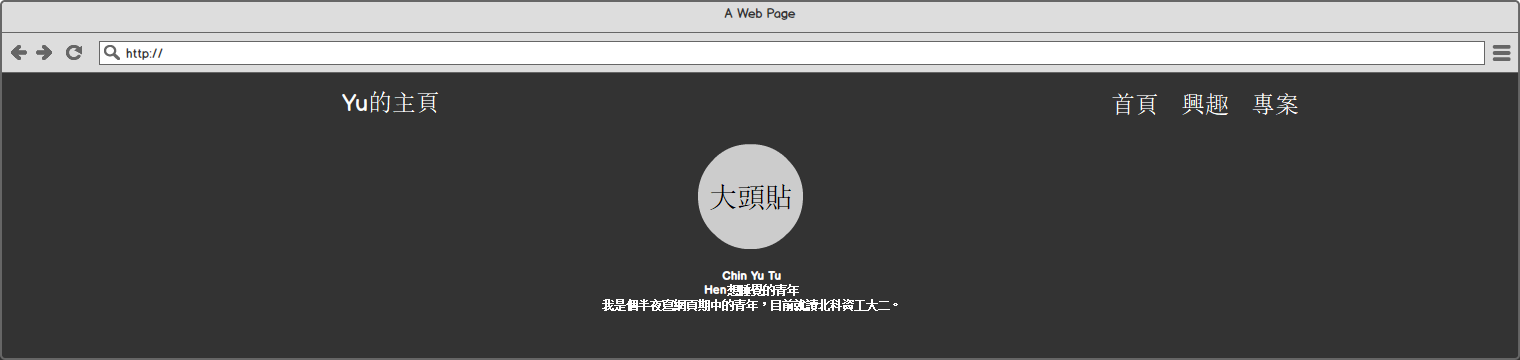 A Web Page
http://
Yu的主頁
首頁 興趣 專案
大頭貼
Chin Yu Tu
Hen想睡覺的青年
我是個半夜寫網頁期中的青年，目前就讀北科資工大二。